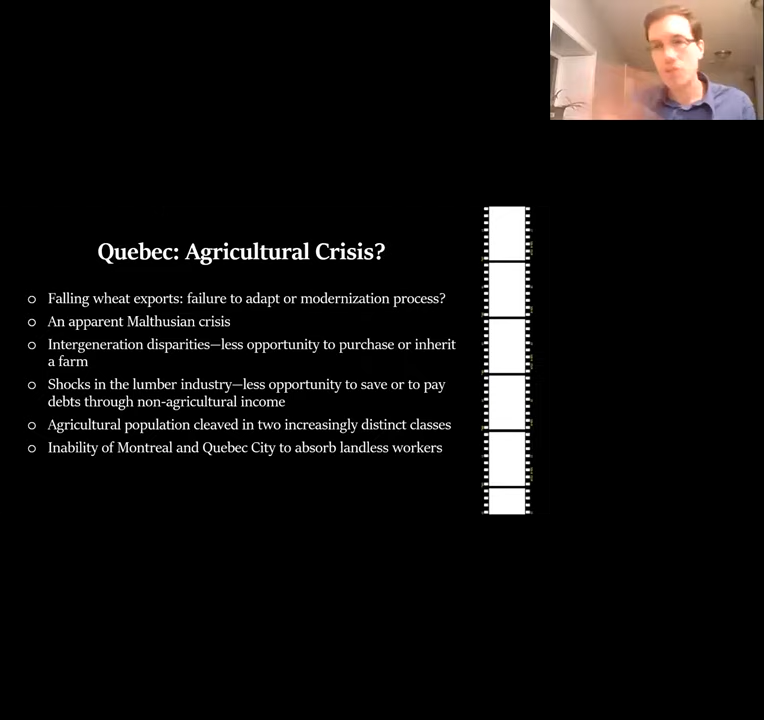 Quebec: Agricultural Crisis?
Falling wheat exports: failure to adapt or modernization process?
An apparent Malthusian crisis
Intergeneration disparities—less opportunity to purchase or inherit
a farm
Shocks in the lumber industry—less opportunity to save or to pay
debts through non-agricultural income
Agricultural population cleaved in two increasingly distinct classes
Inability of Montreal and Quebec City to absorb landless workers